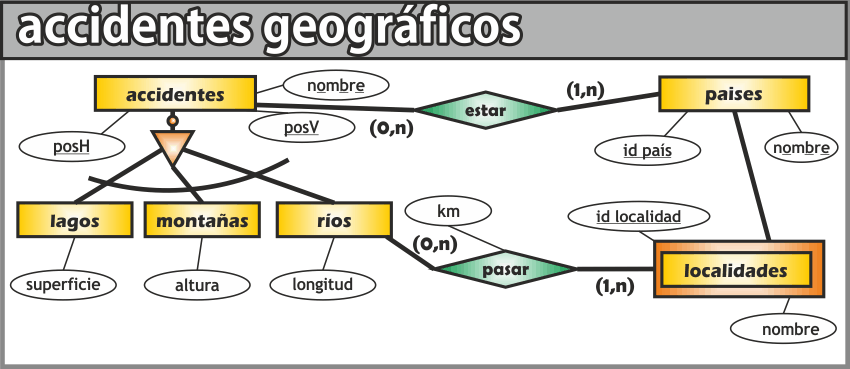 accidentes geográficos
accidentes
nombre
posH
posV
(0,n)
estar
(1,n)
paises
id país
nombre
lagos
montañas
ríos
superficie
altura
longitud
km
(0,n)
pasar
(1,n)
id localidad
localidades
nombre